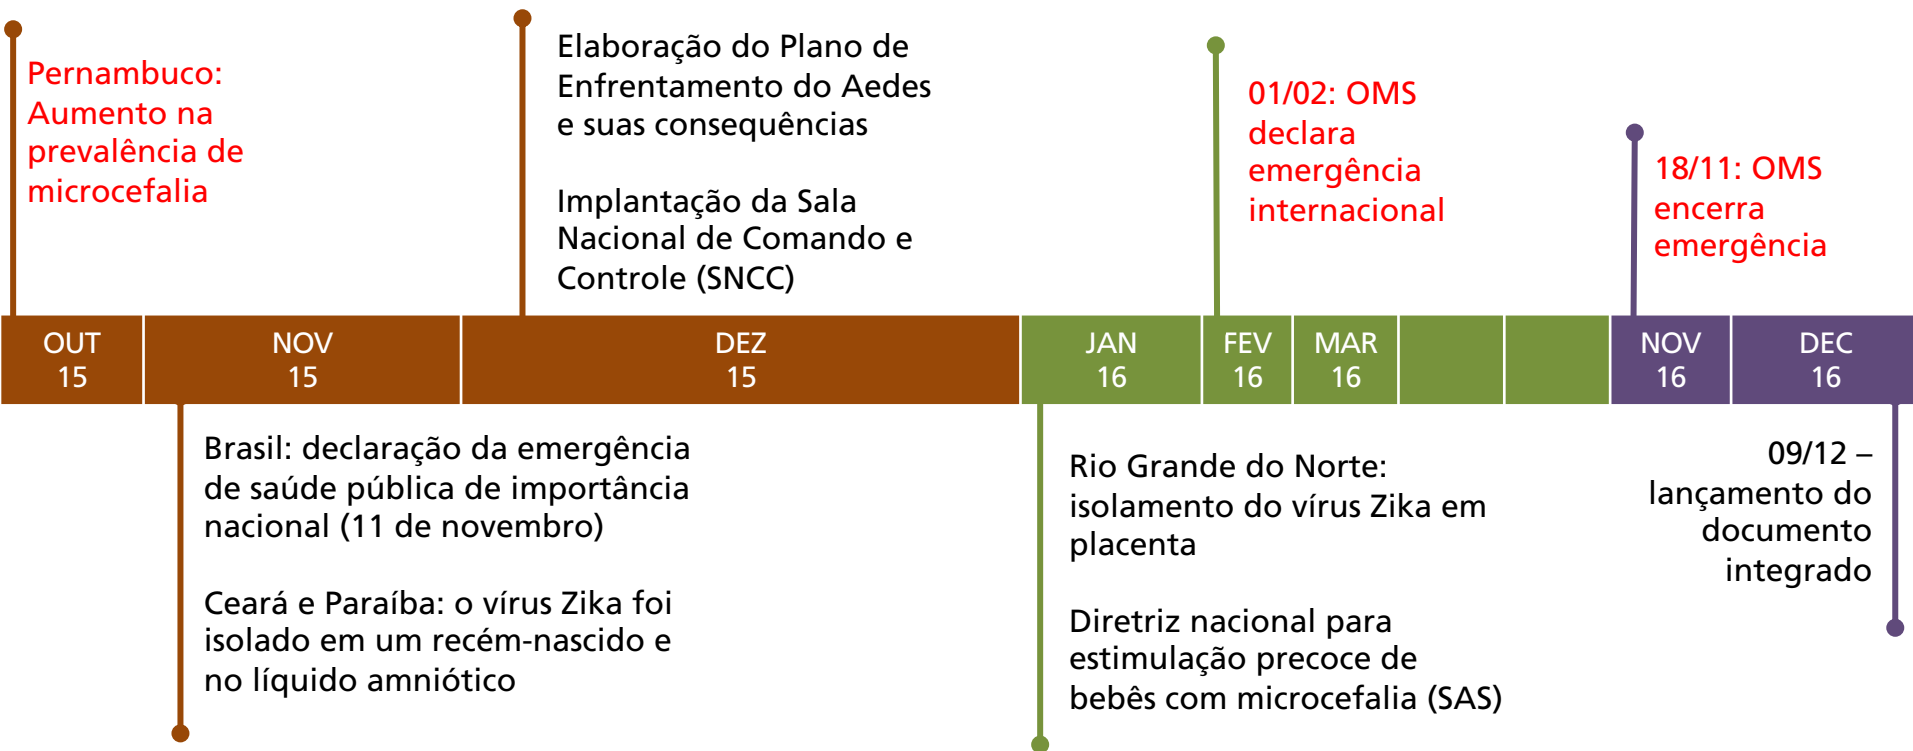 Pernambuco:
Aumento na
prevalência de
microcefalia
Elaboração do Plano de
Enfrentamento do Aedes
e suas consequências
Implantação da Sala
Nacional de Comando e
Controle (SNCC)
01/02: OMS
declara
emergência
internacional
18/11: OMS
encerra
emergência
OUT
15
NOV
15
DEZ
15
JAN
16
FEV
16
MAR
16
NOV
16
DEC
16
Brasil: declaração da emergência
de saúde pública de importância
nacional (11 de novembro)
Ceará e Paraíba: o vírus Zika foi
isolado em um recém-nascido e
no líquido amniótico
Rio Grande do Norte:
isolamento do vírus Zika em
placenta
Diretriz nacional para
estimulação precoce de
bebês com microcefalia (SAS)
09/12 –
lançamento do
documento
integrado